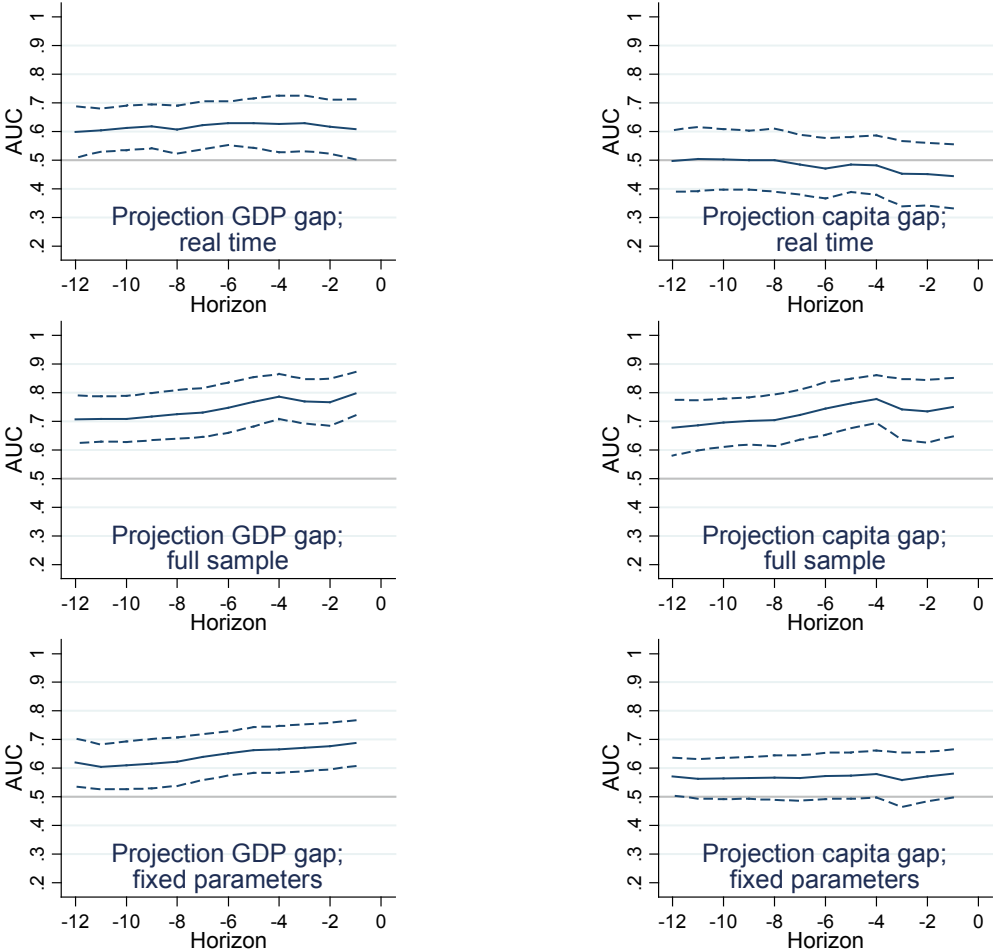 AUC
1
.9
.8
.7
.6
.5
.4
.3
.2
Projection GDP gap;
real time
-12 -10 -8 -6 -4 -2 0
Horizon
AUC
1
.9
.8
.7
.6
.5
.4
.3
.2
Projection capita gap;
real time
-12 -10 -8 -6 -4 -2 0
Horizon
AUC
1
.9
.8
.7
.6
.5
.4
.3
.2
Projection GDP gap;
full sample
-12 -10 -8 -6 -4 -2 0
Horizon
AUC
1
.9
.8
.7
.6
.5
.4
.3
.2
Projection capita gap;
full sample
-12 -10 -8 -6 -4 -2 0
Horizon
AUC
1
.9
.8
.7
.6
.5
.4
.3
.2
Projection GDP gap;
fixed parameters
-12 -10 -8 -6 -4 -2 0
Horizon
AUC
1
.9
.8
.7
.6
.5
.4
.3
.2
Projection capita gap;
fixed parameters
-12 -10 -8 -6 -4 -2 0
Horizon